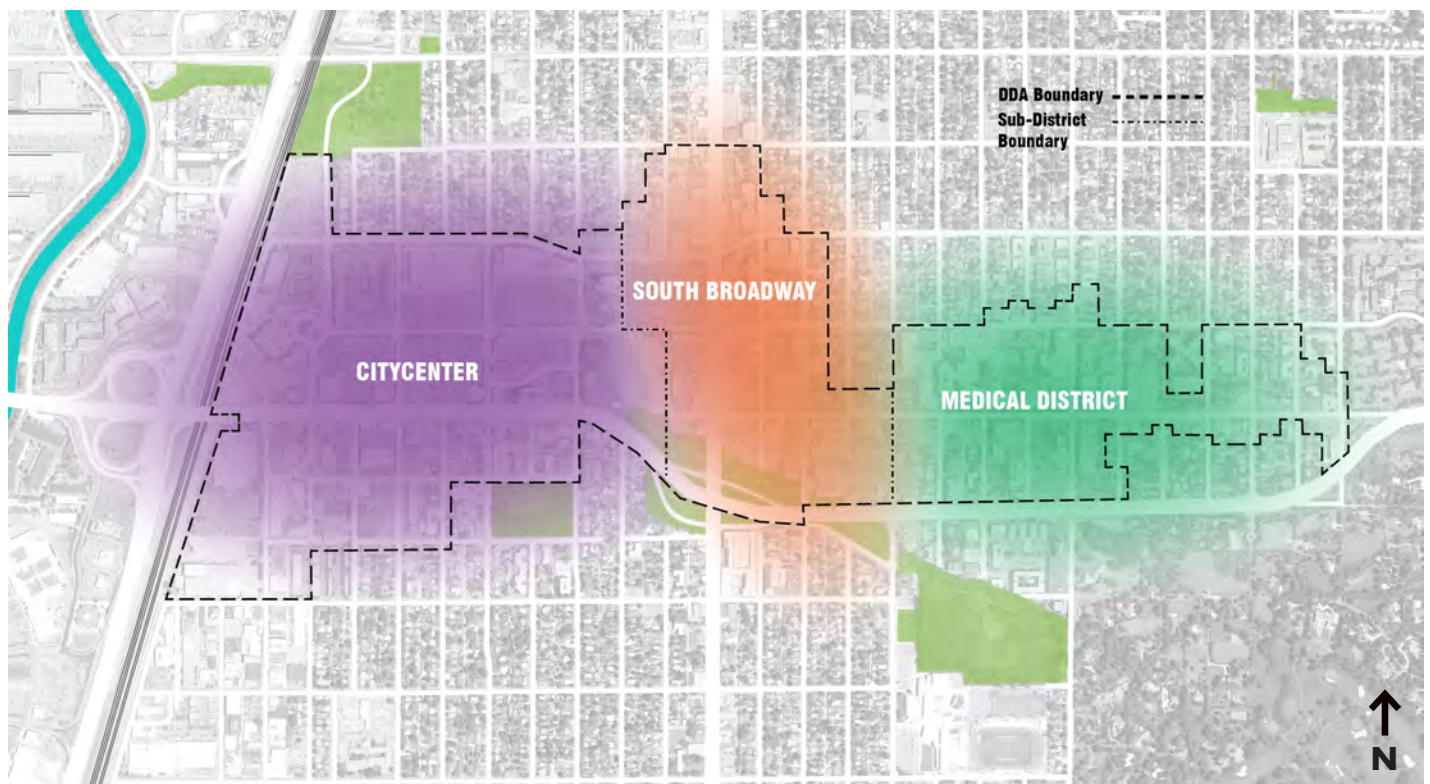 DDA Boundary
Sub-District
Boundary
SOUTH BROADWAY
CITYCENTER
MEDICAL DISTRICT
N